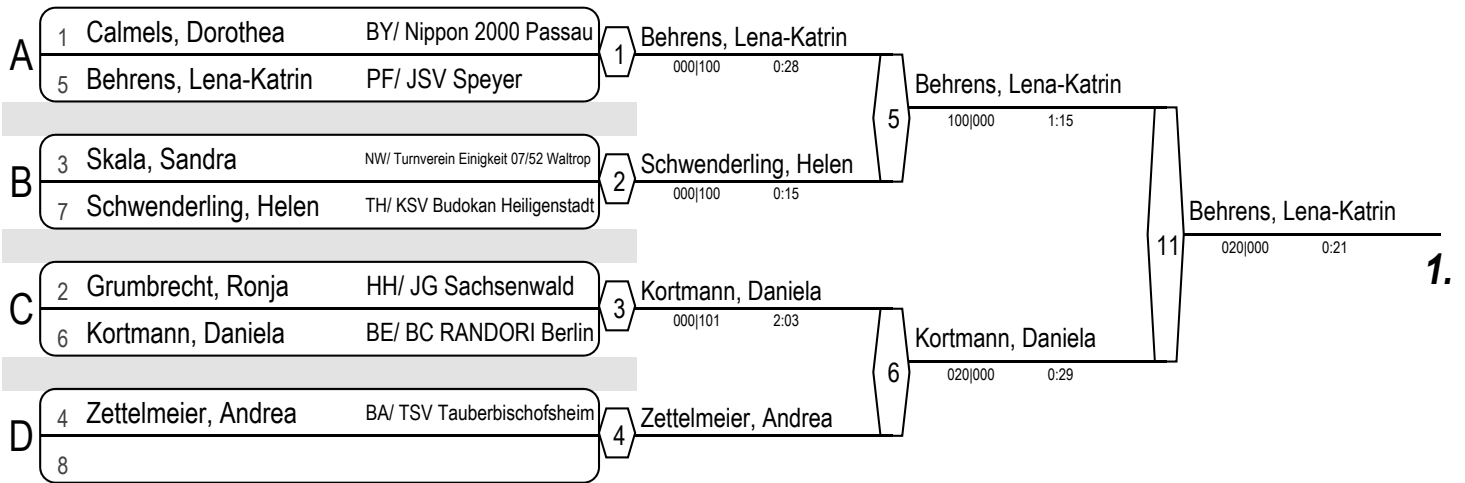 A
1 Calmels, Dorothea BY/ Nippon 2000 Passau
5 Behrens, Lena-Katrin PF/ JSV Speyer
1 Behrens, Lena-Katrin
000|100 0:28
B
3 Skala, Sandra NW/ Turnverein Einigkeit 07/52 Waltrop
7 Schwenderling, Helen TH/ KSV Budokan Heiligenstadt
2 Schwenderling, Helen
000|100 0:15
5 Behrens, Lena-Katrin
100|000 1:15
C
2 Grumbrecht, Ronja HH/ JG Sachsenwald
6 Kortmann, Daniela BE/ BC RANDORI Berlin
3 Kortmann, Daniela
000|101 2:03
D
4 Zettelmeier, Andrea BA/ TSV Tauberbischofsheim
8
4 Zettelmeier, Andrea
6 Kortmann, Daniela
020|000 0:29
11 Behrens, Lena-Katrin
020|000 0:21
1.